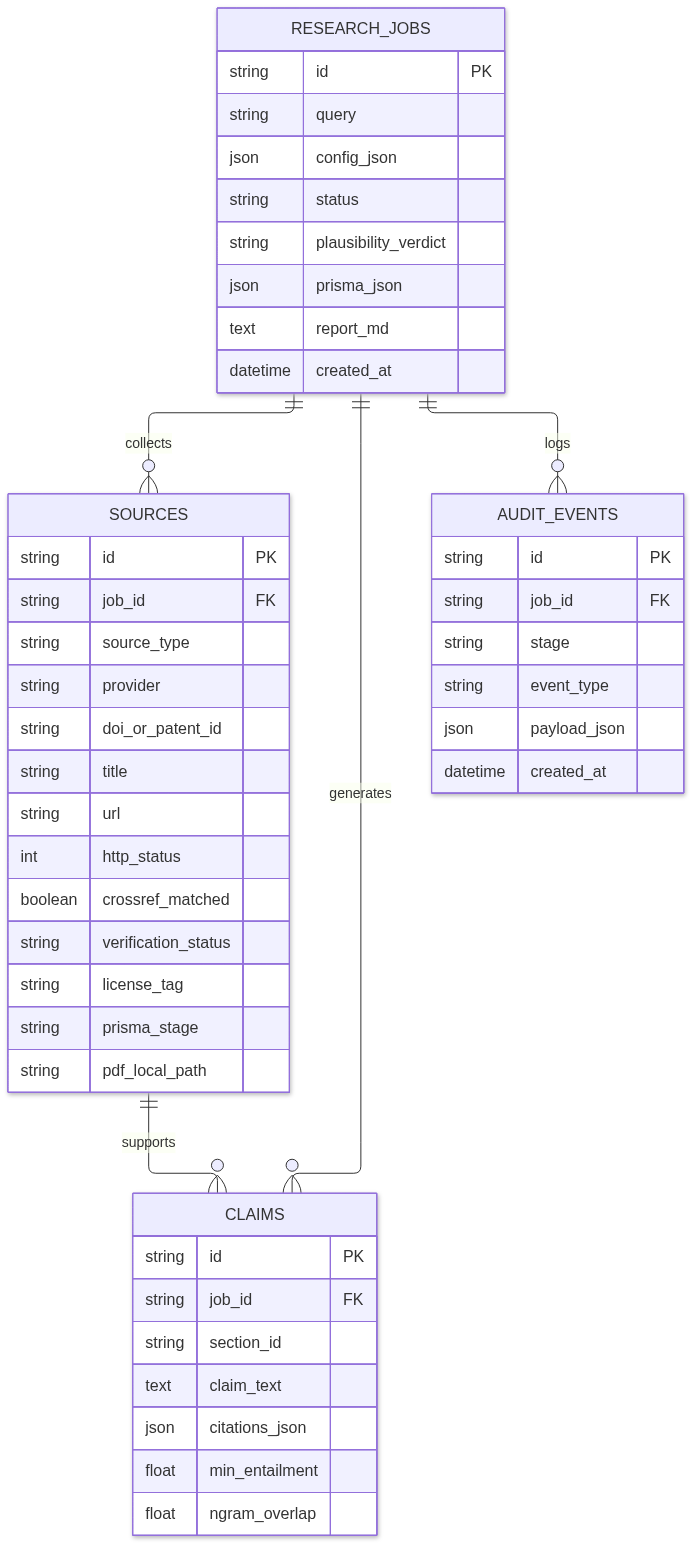 RESEARCH_JOBS
string id PK
string query
json config_json
string status
string plausibility_verdict
json prisma_json
text report_md
datetime created_at
collects
logs
SOURCES
string id PK
string job_id FK
string source_type
string provider
string doi_or_patent_id
string title
string url
int http_status
boolean crossref_matched
string verification_status
string license_tag
string prisma_stage
string pdf_local_path
AUDIT_EVENTS
string id PK
string job_id FK
string stage
string event_type
json payload_json
datetime created_at
generates
supports
CLAIMS
string id PK
string job_id FK
string section_id
text claim_text
json citations_json
float min_entailment
float ngram_overlap